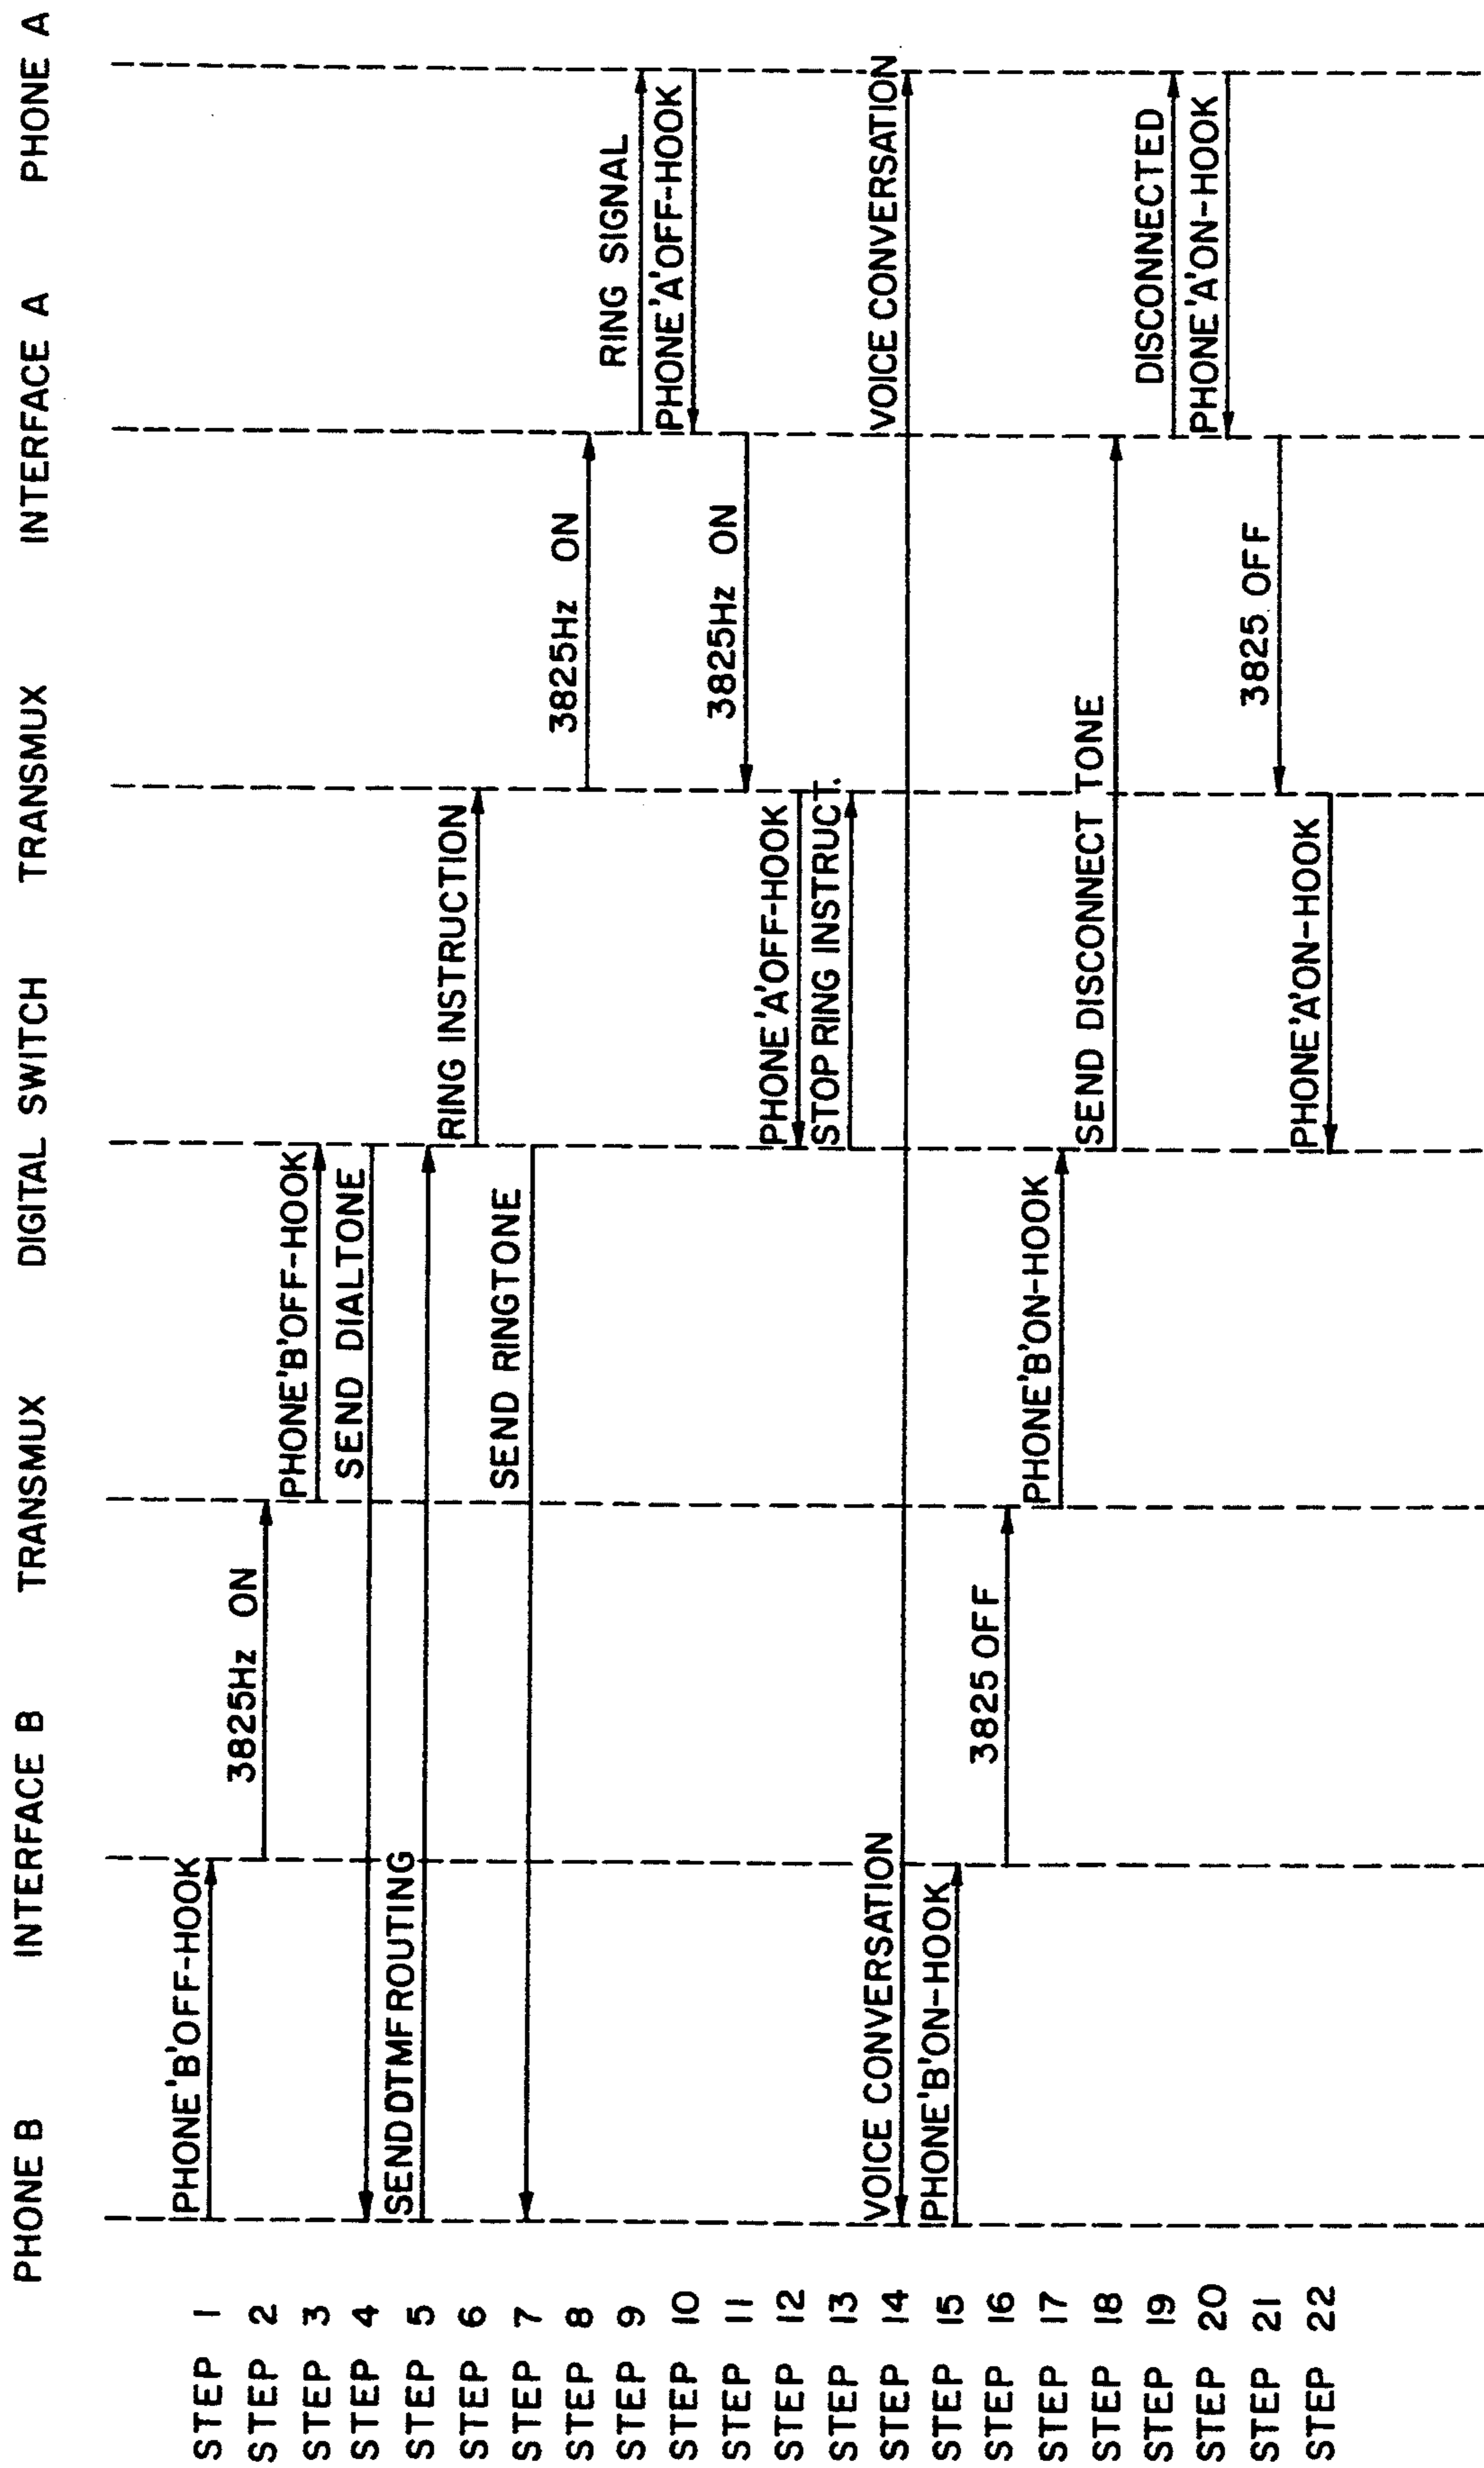 PHONE B INTERFACE B TRANSMUX DIGITAL SWITCH TRANSMUX INTERFACE A PHONE A
STEP 1 PHONE'B'OFF-HOOK
STEP 2 3825Hz ON
STEP 3 PHONE'B'OFF-HOOK
STEP 4 SEND DIALTONE
STEP 5 SEND DTMF ROUTING
STEP 6 RING INSTRUCTION
STEP 7 SEND RINGTONE
STEP 8 3825Hz ON
STEP 9 RING SIGNAL
STEP 10 PHONE'A'OFF-HOOK
STEP 11 3825Hz ON
STEP 12 PHONE'A'OFF-HOOK
STEP 13 STOP RING INSTRUCT.
STEP 14 VOICE CONVERSATION VOICE CONVERSATION
STEP 15 PHONE'B'ON-HOOK
STEP 16 3825 OFF
STEP 17 PHONE'B'ON-HOOK
STEP 18 SEND DISCONNECT TONE
STEP 19 DISCONNECTED
STEP 20 PHONE'A'ON-HOOK
STEP 21 3825 OFF
STEP 22 PHONE'A'ON-HOOK